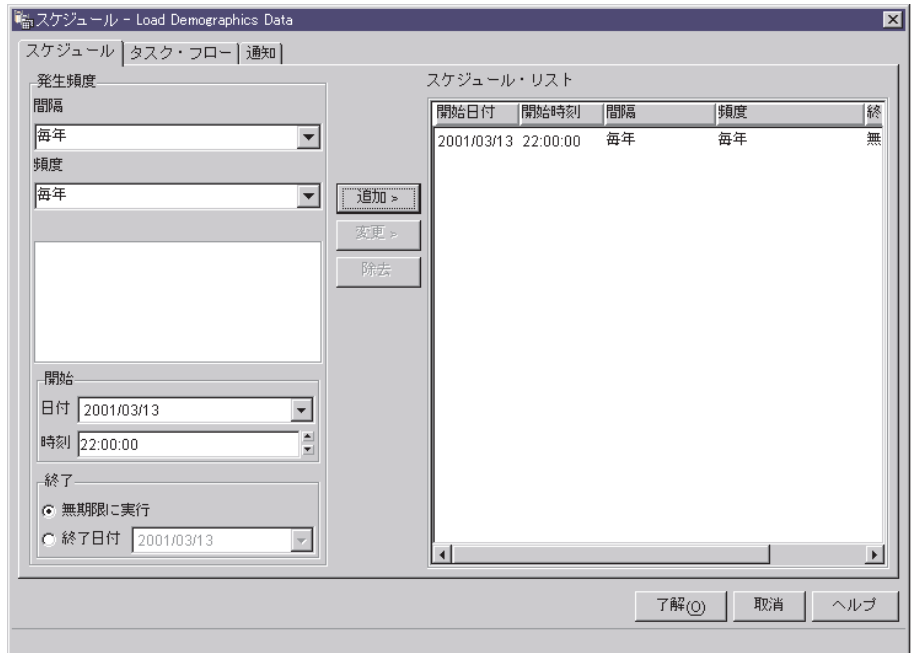 スケジュール - Load Demographics Data
スケジュール タスク・フロー 通知
発生頻度
間隔
毎年
頻度
毎年
開始
日付 2001/03/13
時刻 22:00:00
終了
無期限に実行
終了日付 2001/03/13
追加 >
変更 >
除去
スケジュール・リスト
開始日付 開始時刻 間隔 頻度 終
2001/03/13 22:00:00 毎年 毎年 無
了解(O) 取消 ヘルプ